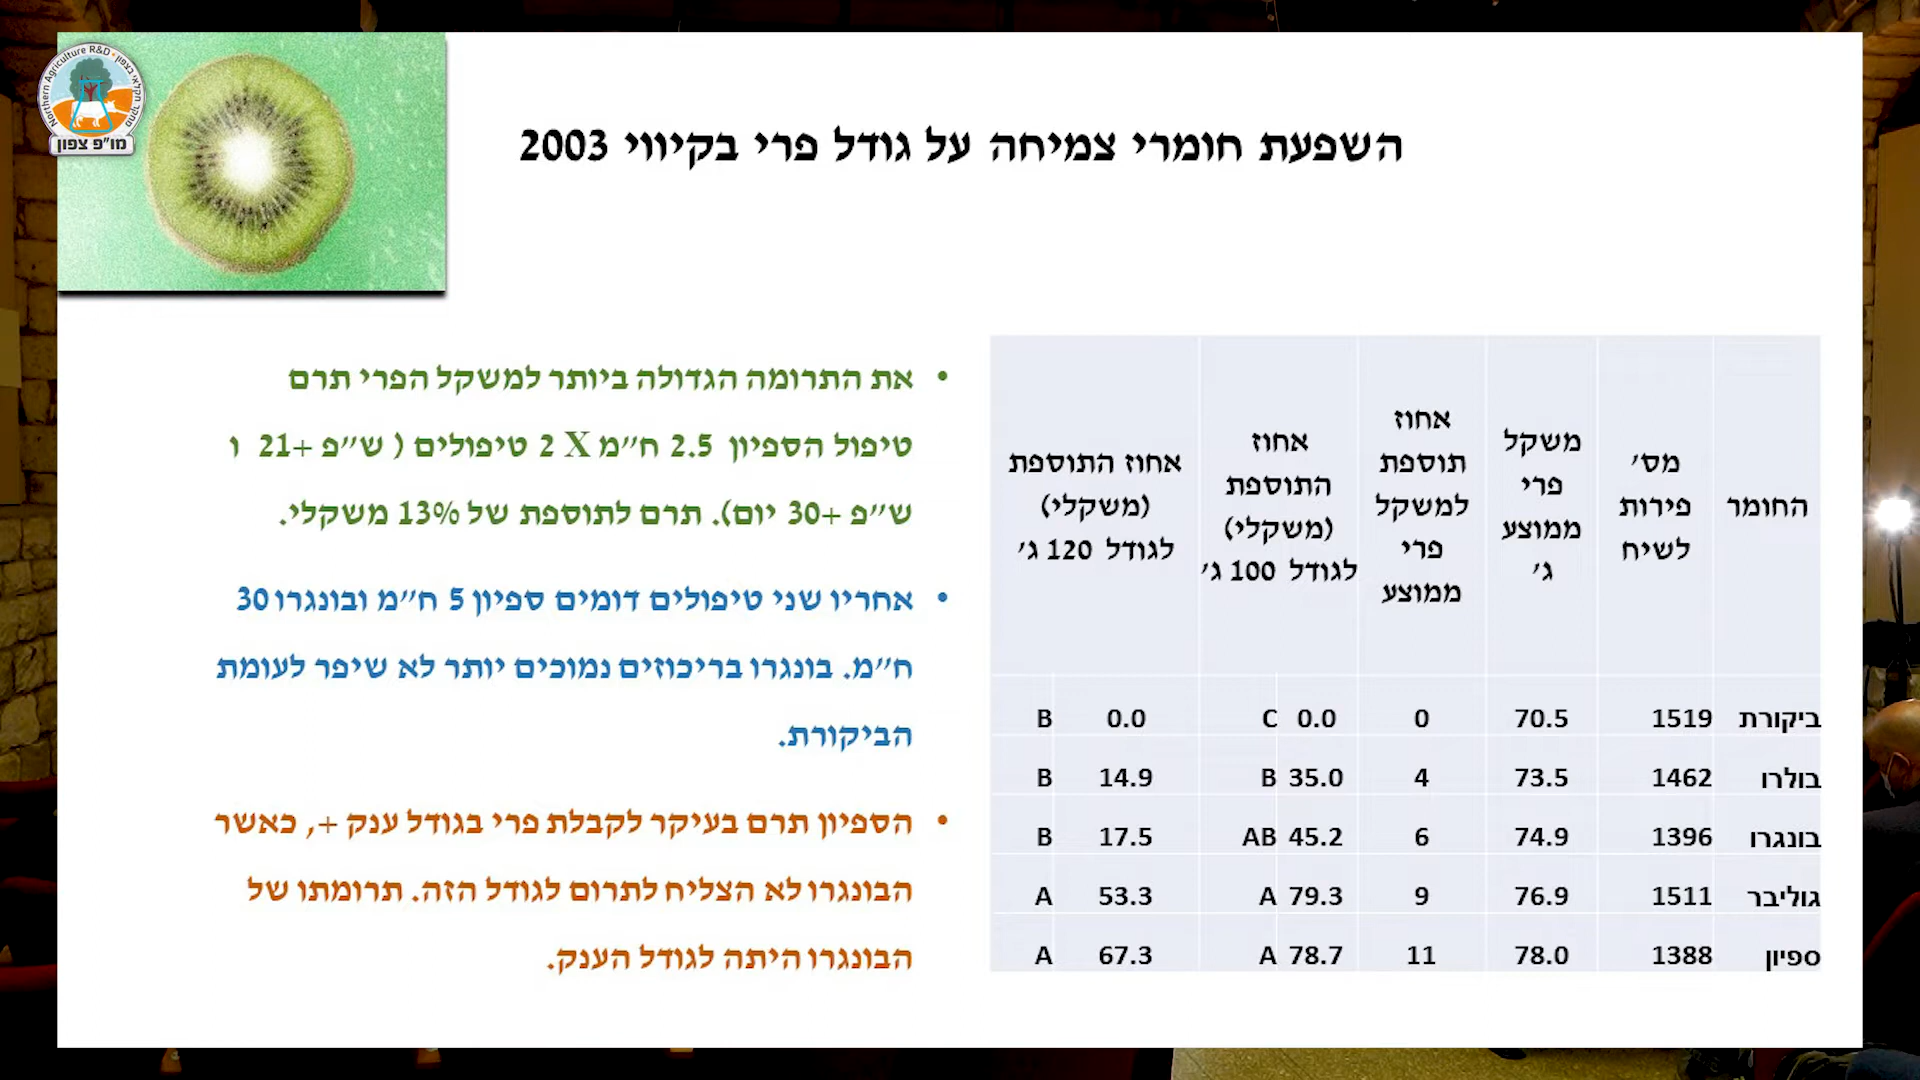 Northern Agriculture R&D
מחקר חקלאי בצפון
מו"פ צפון
השפעת חומרי צמיחה על גודל פרי בקיווי 2003
• את התרומה הגדולה ביותר למשקל הפרי תרם
טיפול הספיון 2.5 ח״מ X 2 טיפולים ( ש״פ +21 ו
ש״פ +30 יום). תרם לתוספת של 13% משקלי.
• אחריו שני טיפולים דומים ספיון 5 ח״מ ובונגרו 30
ח״מ. בונגרו בריכוזים נמוכים יותר לא שיפר לעומת
הביקורת.
• הספיון תרם בעיקר לקבלת פרי בגודל ענק +, כאשר
הבונגרו לא הצליח לתרום לגודל הזה. תרומתו של
הבונגרו היתה לגודל הענק.
החומר | מס׳ פירות לשיח | משקל פרי ממוצע ג׳ | אחוז תוספת למשקל פרי ממוצע | אחוז התוספת (משקלי) לגודל 100 ג׳ | אחוז התוספת (משקלי) לגודל 120 ג׳
ביקורת 1519 70.5 0 0.0 C 0.0 B
בולרו 1462 73.5 4 35.0 B 14.9 B
בונגרו 1396 74.9 6 45.2 AB 17.5 B
גוליבר 1511 76.9 9 79.3 A 53.3 A
ספיון 1388 78.0 11 78.7 A 67.3 A